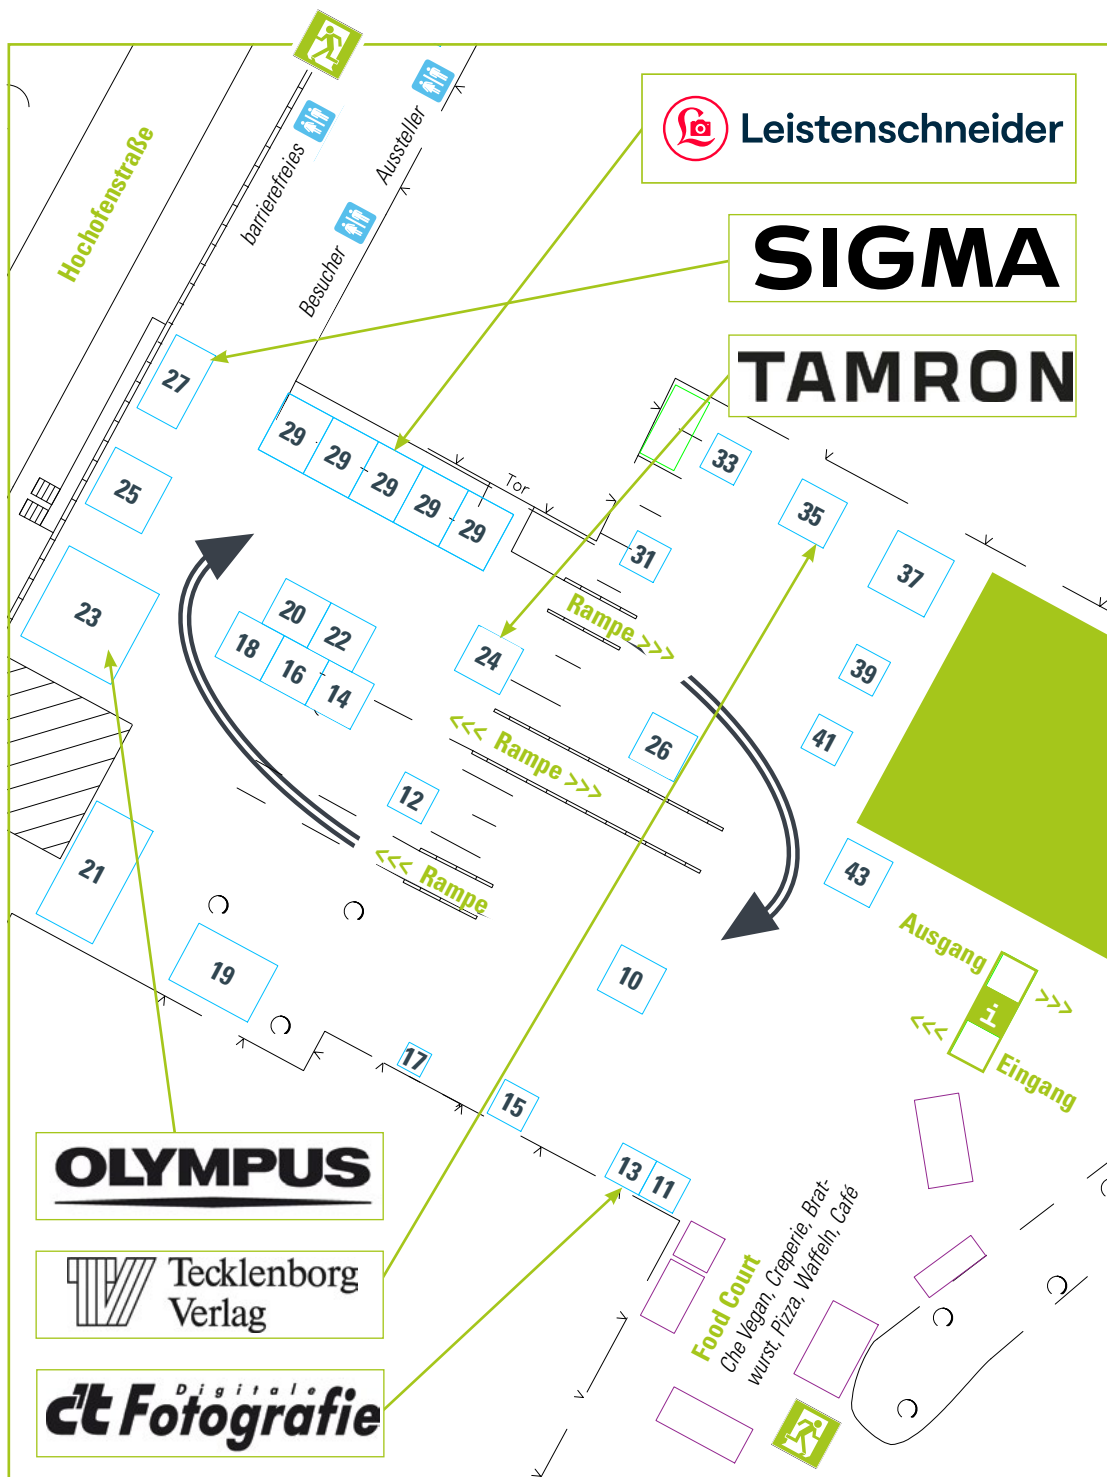 Hochofenstraße
barrierefreies
Aussteller
Besucher
Leistenschneider
SIGMA
TAMRON
27
29
29
29
29
29
Tor
33
25
35
31
37
23
20
22
Rampe >>>
18
16
14
24
39
<<< Rampe >>>
26
41
12
<<< Rampe
21
43
19
10
Ausgang
>>>
i
<<<
Eingang
17
15
13
11
OLYMPUS
Tecklenborg
Verlag
Digitale
c't Fotografie
Food Court
Che Vegan, Creperie, Brat-
wurst, Pizza, Waffeln, Café